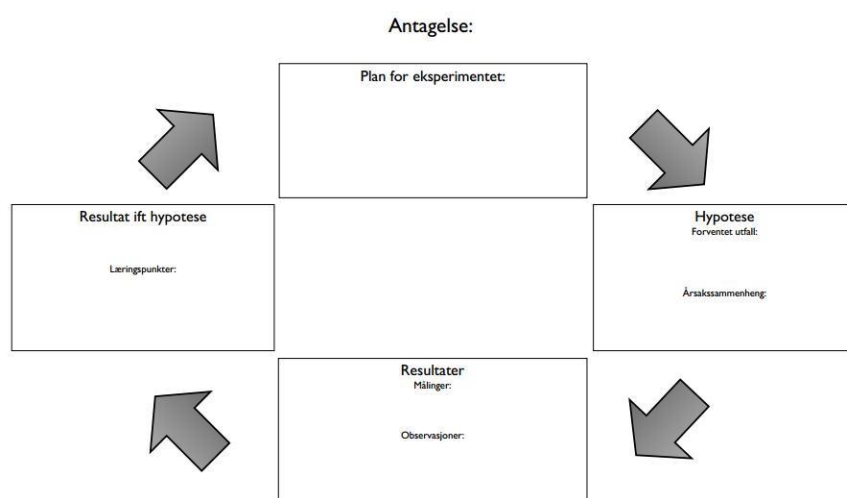 Antagelse:
Plan for eksperimentet:
Hypotese
Forventet utfall:
Årsakssammenheng:
Resultater
Målinger:
Observasjoner:
Resultat ift hypotese
Læringspunkter: